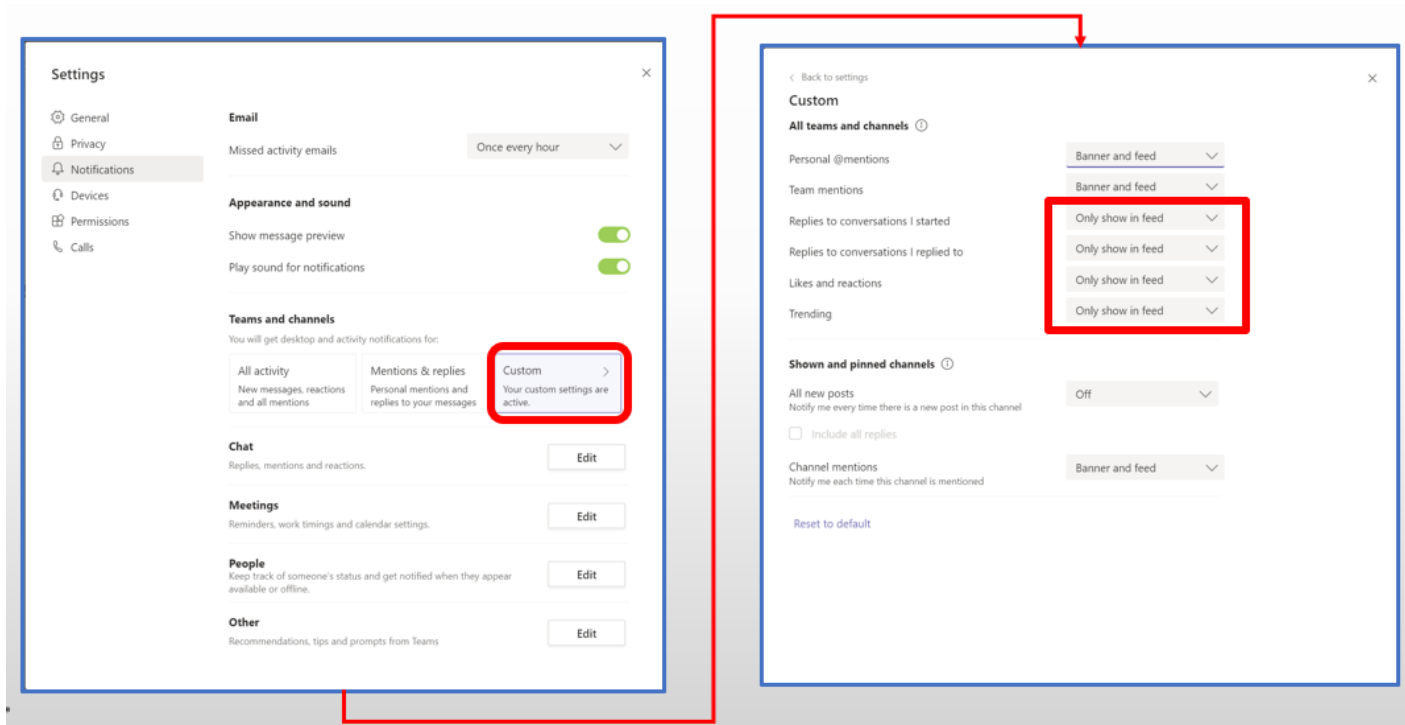 Settings
General
Privacy
Notifications
Devices
Permissions
Calls
Email
Missed activity emails
Once every hour
Appearance and sound
Show message preview
Play sound for notifications
Teams and channels
You will get desktop and activity notifications for:
All activity
New messages, reactions
and all mentions
Mentions & replies
Personal mentions and
replies to your messages
Custom
Your custom settings are
active.
Chat
Replies, mentions and reactions.
Edit
Meetings
Reminders, work timings and calendar settings.
Edit
People
Keep track of someone's status and get notified when they appear
available or offline.
Edit
Other
Recommendations, tips and prompts from Teams
Edit
Back to settings
Custom
All teams and channels
Personal @mentions
Banner and feed
Team mentions
Banner and feed
Replies to conversations I started
Only show in feed
Replies to conversations I replied to
Only show in feed
Likes and reactions
Only show in feed
Trending
Only show in feed
Shown and pinned channels
All new posts
Notify me every time there is a new post in this channel
Off
Include all replies
Channel mentions
Notify me each time this channel is mentioned
Banner and feed
Reset to default